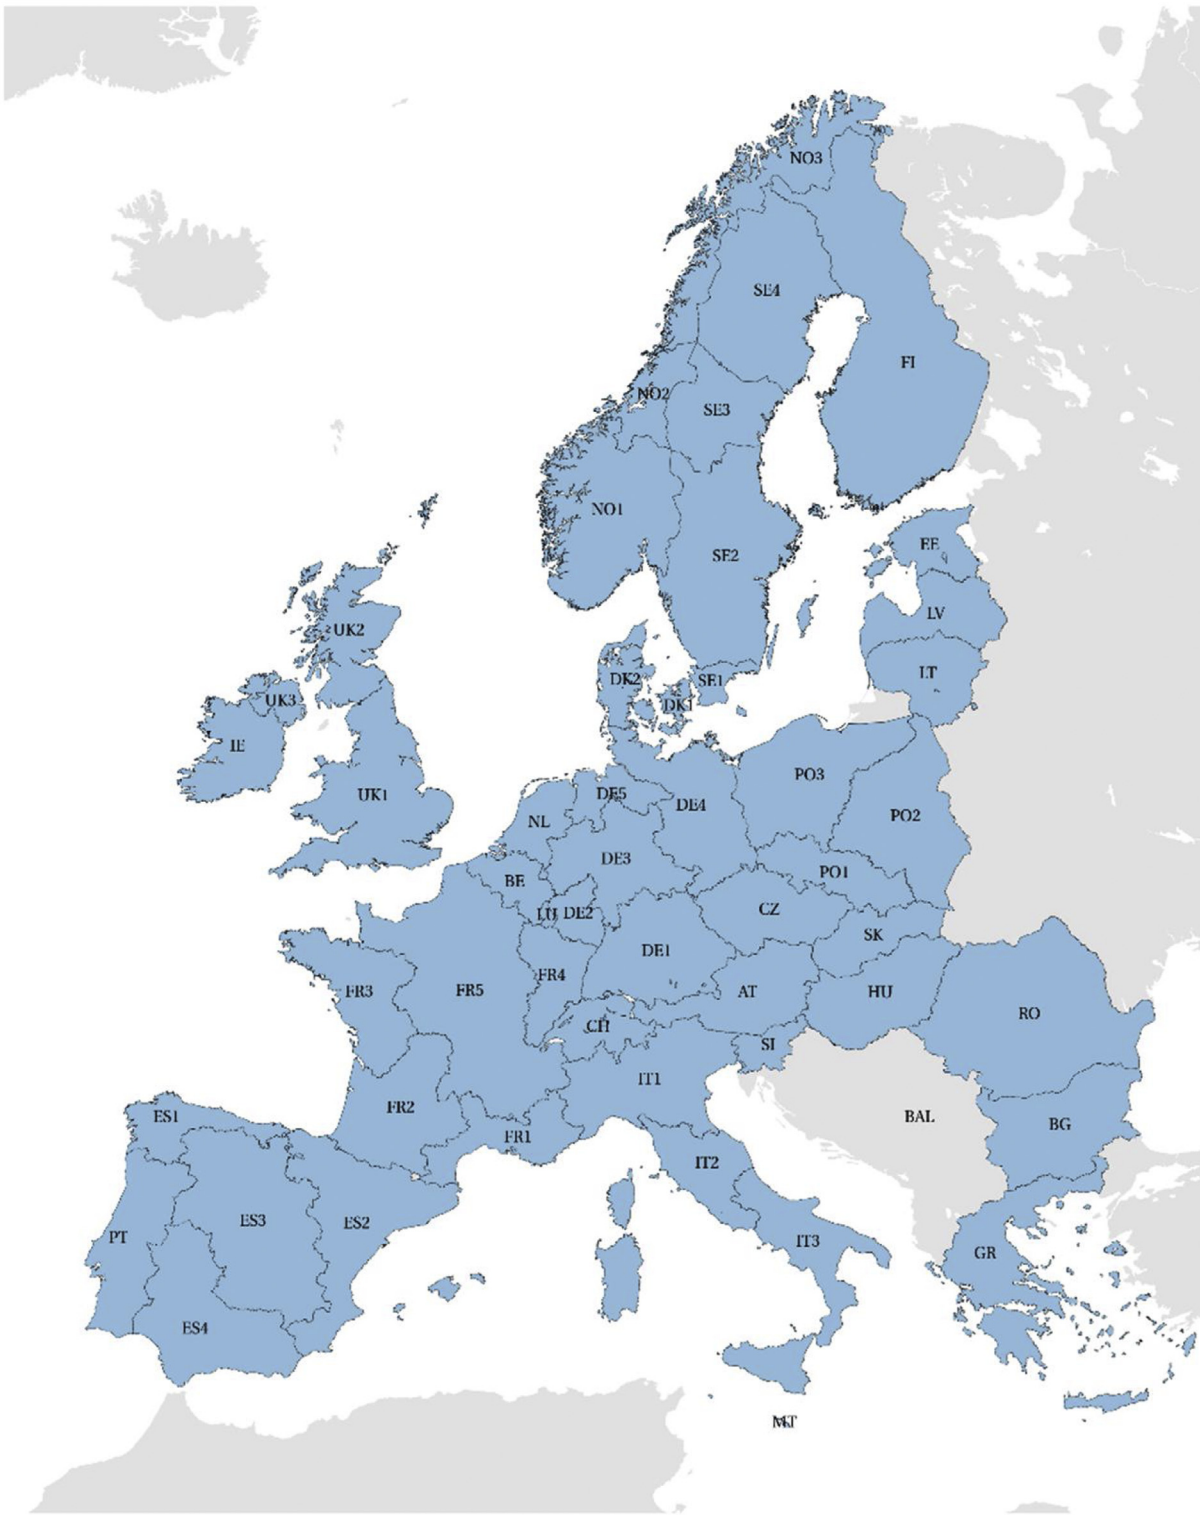 NO3
SE4
FI
NO2
SE3
NO1
SE2
EE
LV
UK2
LT
DK2
SE1
UK3
DK1
IE
PO3
UK1
DE5
DE4
PO2
NL
DE3
PO1
BE
CZ
LU
DE2
SK
DE1
FR4
FR3
FR5
AT
HU
RO
CH
SI
IT1
FR2
ES1
BAL
BG
FR1
IT2
ES3
ES2
PT
IT3
GR
ES4
MT